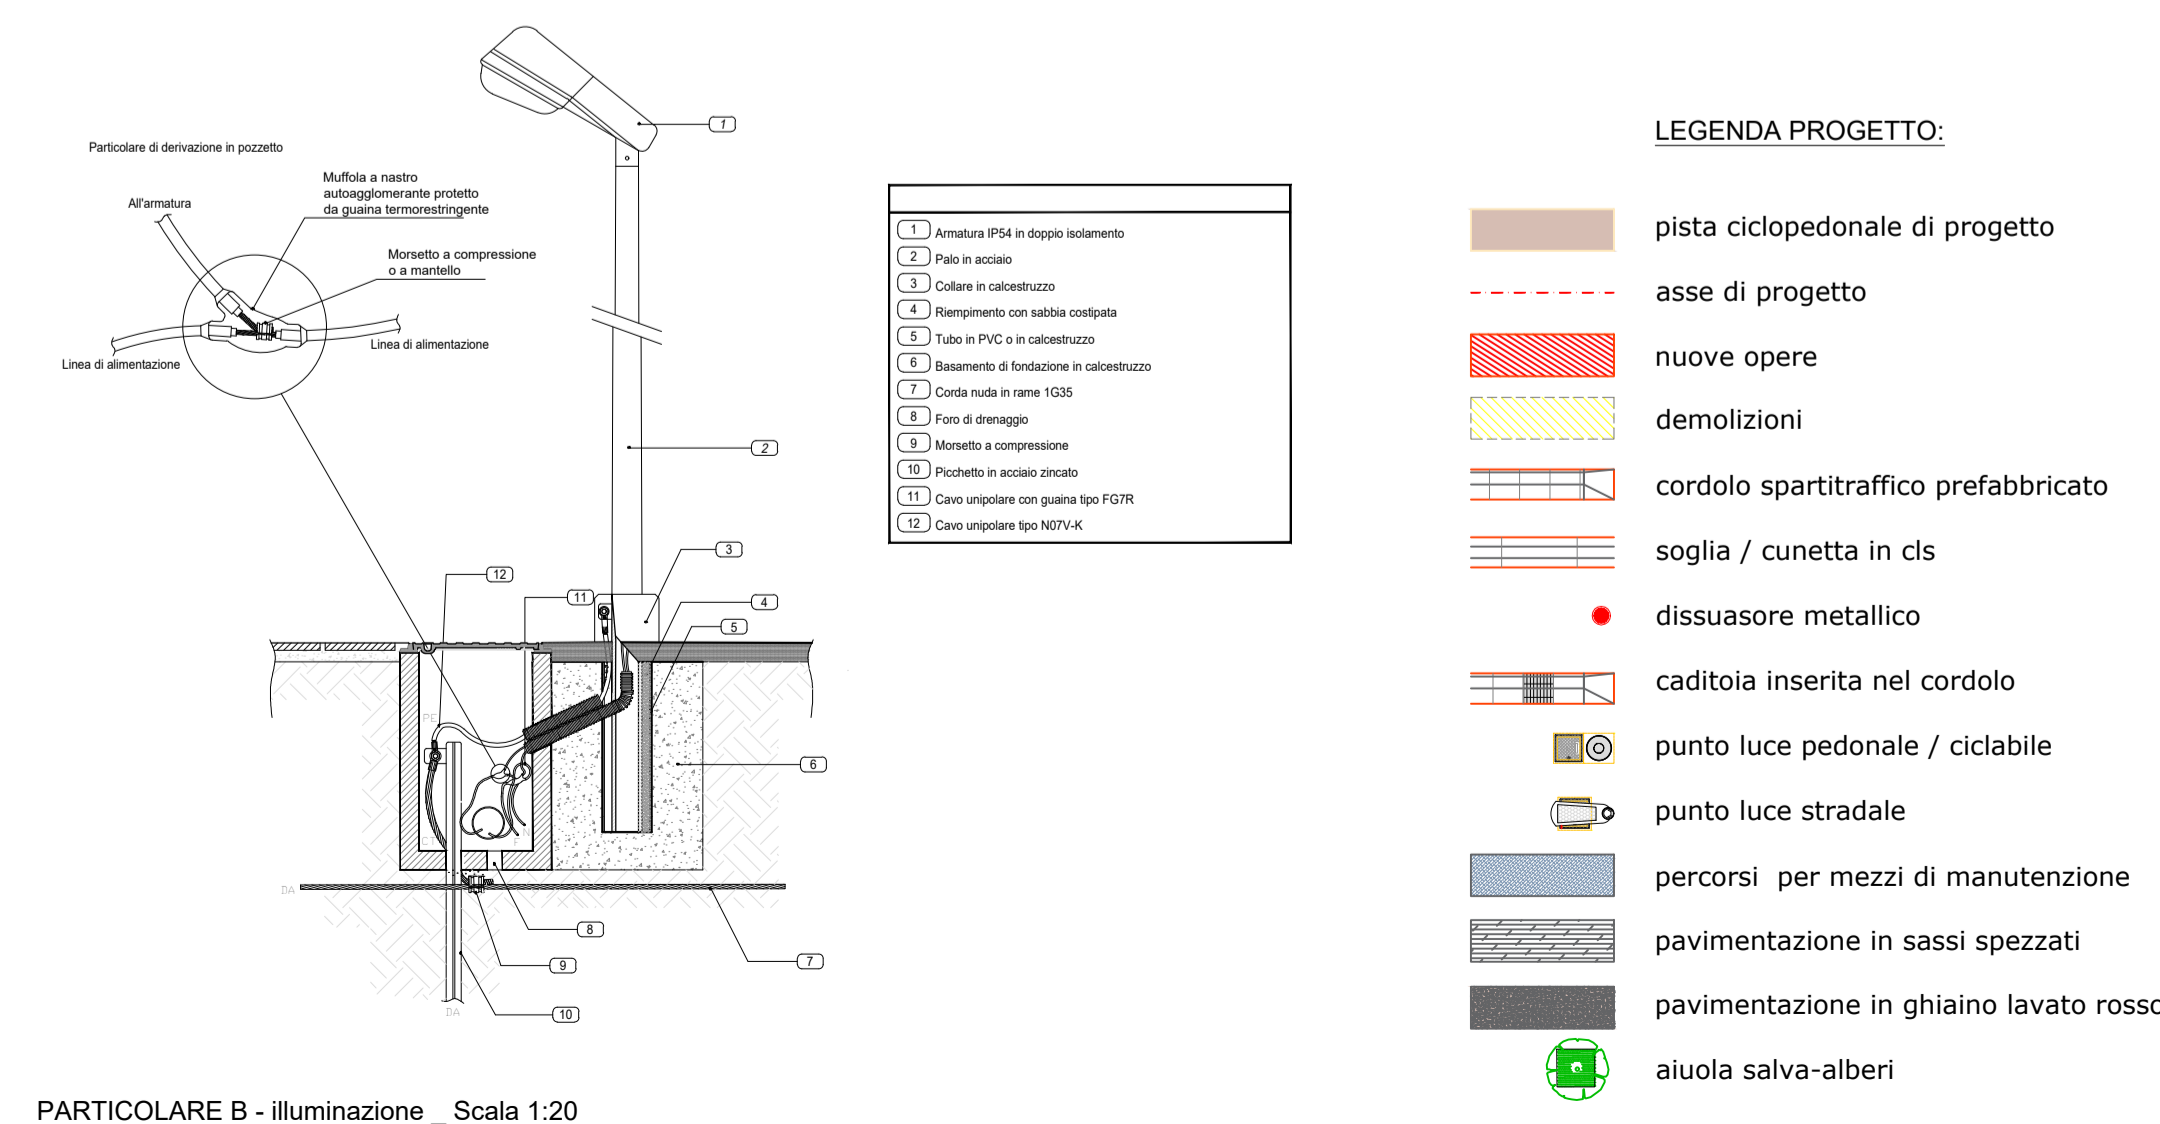 Particolare di derivazione in pozzetto
All'armatura
Muffola a nastro
autoagglomerante protetto
da guaina termorestringente
Morsetto a compressione
o a mantello
Linea di alimentazione
Linea di alimentazione
1
2
3
12
11
4
5
6
PE
CT
N
F
DA
8
9
7
10
DA
1 Armatura IP54 in doppio isolamento
2 Palo in acciaio
3 Collare in calcestruzzo
4 Riempimento con sabbia costipata
5 Tubo in PVC o in calcestruzzo
6 Basamento di fondazione in calcestruzzo
7 Corda nuda in rame 1G35
8 Foro di drenaggio
9 Morsetto a compressione
10 Picchetto in acciaio zincato
11 Cavo unipolare con guaina tipo FG7R
12 Cavo unipolare tipo N07V-K
PARTICOLARE B - illuminazione _ Scala 1:20
LEGENDA PROGETTO:
pista ciclopedonale di progetto
asse di progetto
nuove opere
demolizioni
cordolo spartitraffico prefabbricato
soglia / cunetta in cls
dissuasore metallico
caditoia inserita nel cordolo
punto luce pedonale / ciclabile
punto luce stradale
percorsi per mezzi di manutenzione
pavimentazione in sassi spezzati
pavimentazione in ghiaino lavato rosso
aiuola salva-alberi